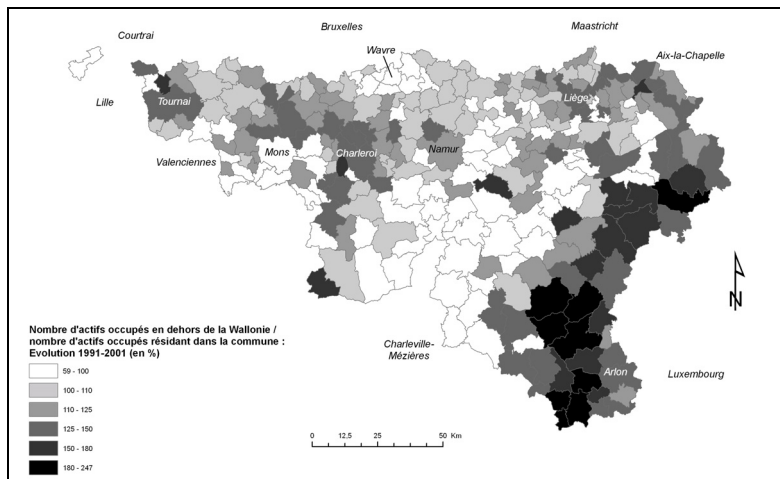 Courtrai
Bruxelles
Maastricht
Wavre
Aix-la-Chapelle
Lille
Tournai
Liège
Valenciennes
Mons
Charleroi
Namur
N
Nombre d'actifs occupés en dehors de la Wallonie /
nombre d'actifs occupés résidant dans la commune :
Evolution 1991-2001 (en %)
Charleville-
Mézières
Arlon
Luxembourg
59 - 100
100 - 110
110 - 125
125 - 150
150 - 180
180 - 247
0 12,5 25 50 Km